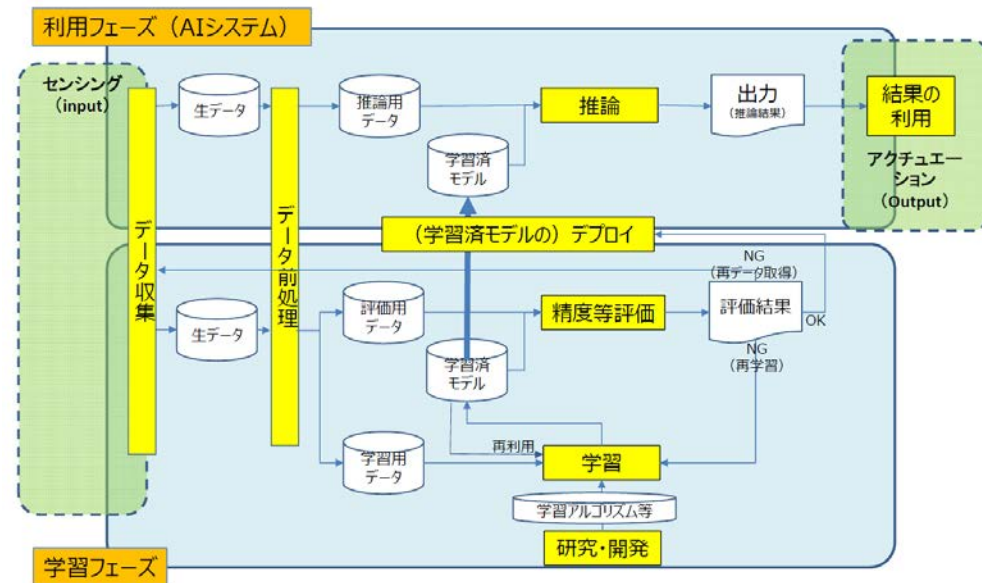 利用フェーズ（AIシステム）
センシング
（input）
生データ
推論用
データ
推論
出力
（推論結果）
結果の
利用
学習済
モデル
アクチュエー
ション
（Output）
データ収集
データ前処理
（学習済モデルの）デプロイ
NG
（再データ取得）
生データ
評価用
データ
精度等評価
評価結果
OK
学習済
モデル
NG
（再学習）
再利用
学習用
データ
学習
学習アルゴリズム等
研究・開発
学習フェーズ